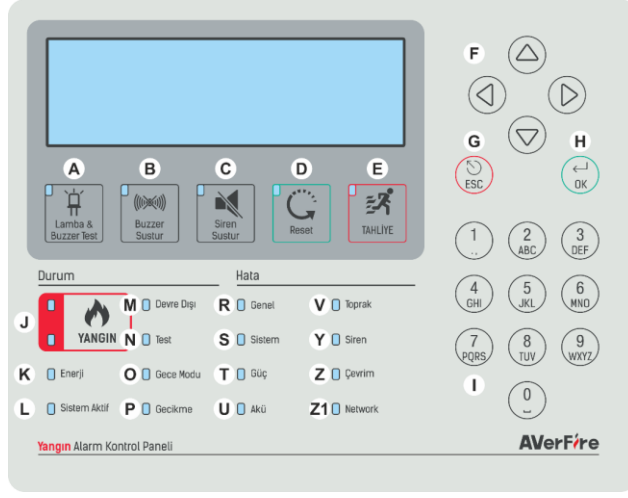 F
G H
ESC OK
A B C D E
Lamba &
Buzzer Test
Buzzer
Sustur
Siren
Sustur
Reset
TAHLİYE
1
.,
2
ABC
3
DEF
4
GHI
5
JKL
6
MNO
7
PQRS
8
TUV
9
WXYZ
I
0
Durum Hata
J YANGIN
M Devre Dışı
N Test
K Enerji
O Gece Modu
L Sistem Aktif
P Gecikme
R Genel
V Toprak
S Sistem
Y Siren
T Güç
Z Çevrim
U Akü
Z1 Network
Yangın Alarm Kontrol Paneli
AVerFire